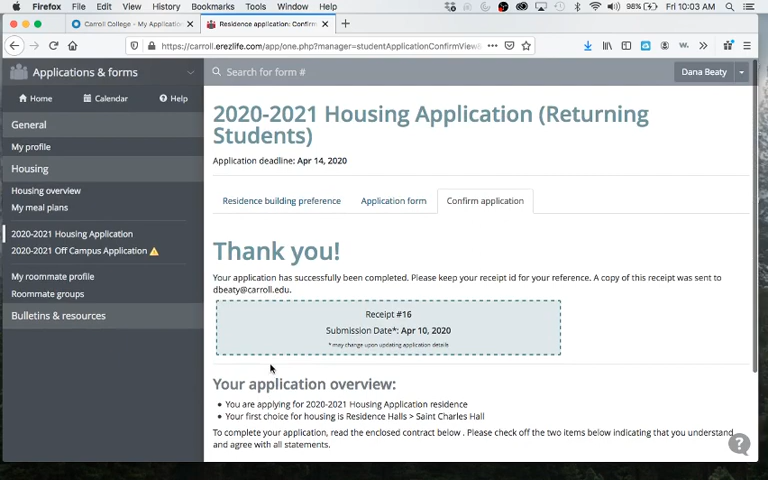 Firefox File Edit View History Bookmarks Tools Window Help 98% Fri 10:03 AM
Carroll College - My Application Residence application: Confirm
https://carroll.erezlife.com/app/one.php?manager=studentApplicationConfirmView&
Applications & forms Search for form # Dana Beaty
Home Calendar Help
General
My profile
Housing
Housing overview
My meal plans
2020-2021 Housing Application
2020-2021 Off Campus Application
My roommate profile
Roommate groups
Bulletins & resources
2020-2021 Housing Application (Returning
Students)
Application deadline: Apr 14, 2020
Residence building preference Application form Confirm application
Thank you!
Your application has successfully been completed. Please keep your receipt id for your reference. A copy of this receipt was sent to
dbeaty@carroll.edu.
Receipt #16
Submission Date*: Apr 10, 2020
* may change upon updating application details
Your application overview:
You are applying for 2020-2021 Housing Application residence
Your first choice for housing is Residence Halls > Saint Charles Hall
To complete your application, read the enclosed contract below . Please check off the two items below indicating that you understand
and agree with all statements.